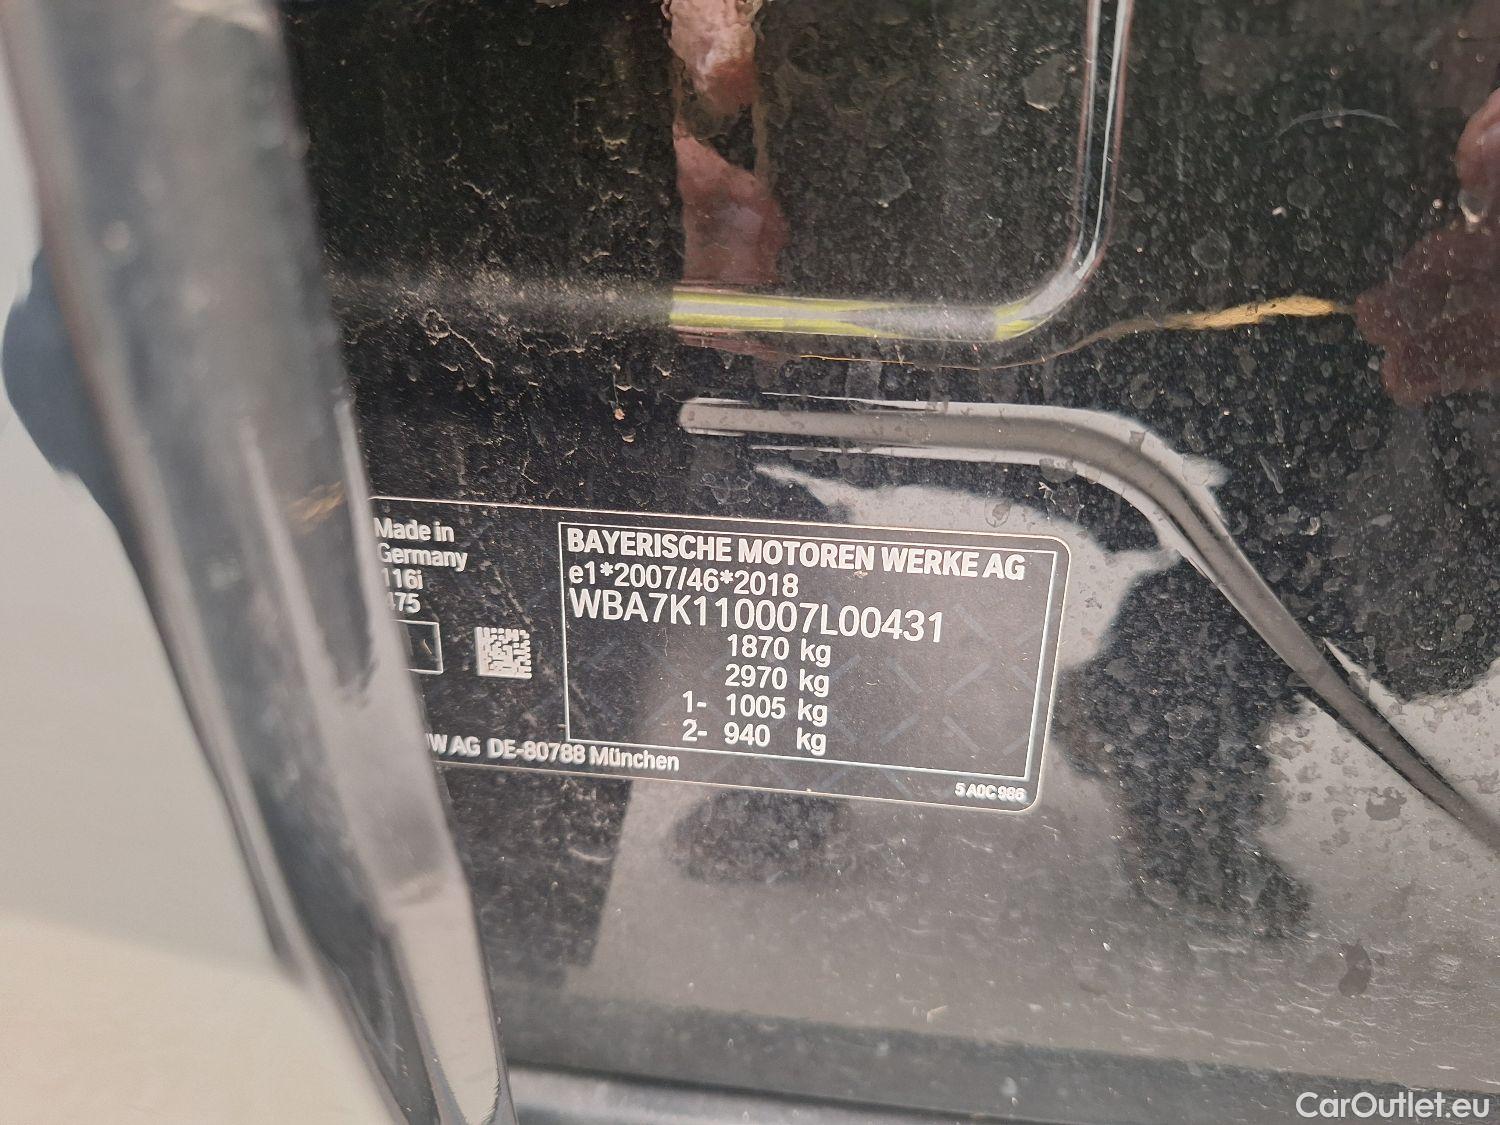 Made in
Germany
116i
475
BAYERISCHE MOTOREN WERKE AG
e1*2007/46*2018
WBA7K110007L00431
1870 kg
2970 kg
1- 1005 kg
2- 940 kg
AG DE-80788 München
5 A0C 986
CarOutlet.eu